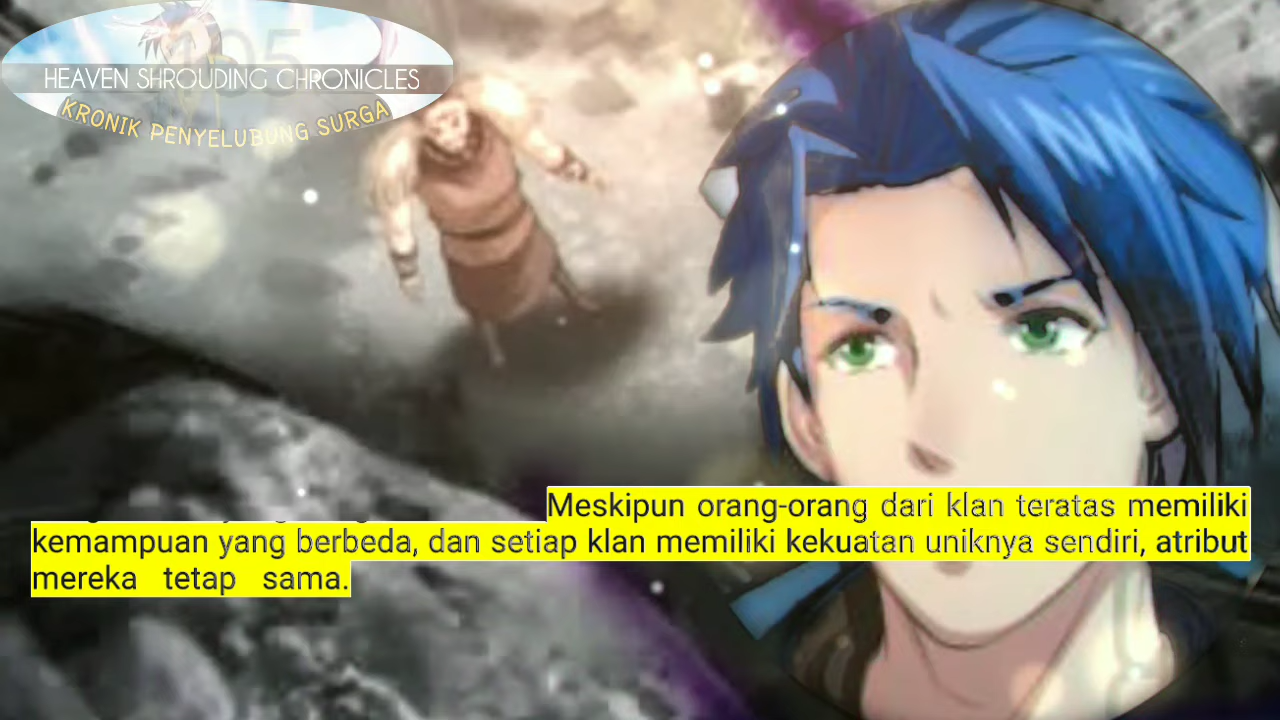 05
HEAVEN SHROUDING CHRONICLES
KRONIK PENYELUBUNG SURGA
Meskipun orang-orang dari klan teratas memiliki
kemampuan yang berbeda, dan setiap klan memiliki kekuatan uniknya sendiri, atribut
mereka tetap sama.